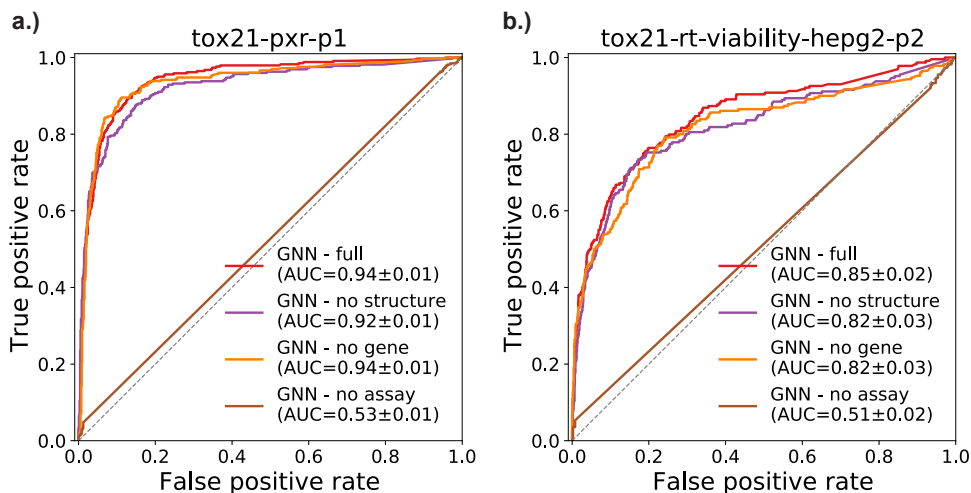 a.)
tox21-pxr-p1
True positive rate
1.0
0.8
0.6
0.4
0.2
0.0
GNN - full
(AUC=0.94±0.01)
GNN - no structure
(AUC=0.92±0.01)
GNN - no gene
(AUC=0.94±0.01)
GNN - no assay
(AUC=0.53±0.01)
0.0 0.2 0.4 0.6 0.8 1.0
False positive rate
b.)
tox21-rt-viability-hepg2-p2
True positive rate
1.0
0.8
0.6
0.4
0.2
0.0
GNN - full
(AUC=0.85±0.02)
GNN - no structure
(AUC=0.82±0.03)
GNN - no gene
(AUC=0.82±0.03)
GNN - no assay
(AUC=0.51±0.02)
0.0 0.2 0.4 0.6 0.8 1.0
False positive rate